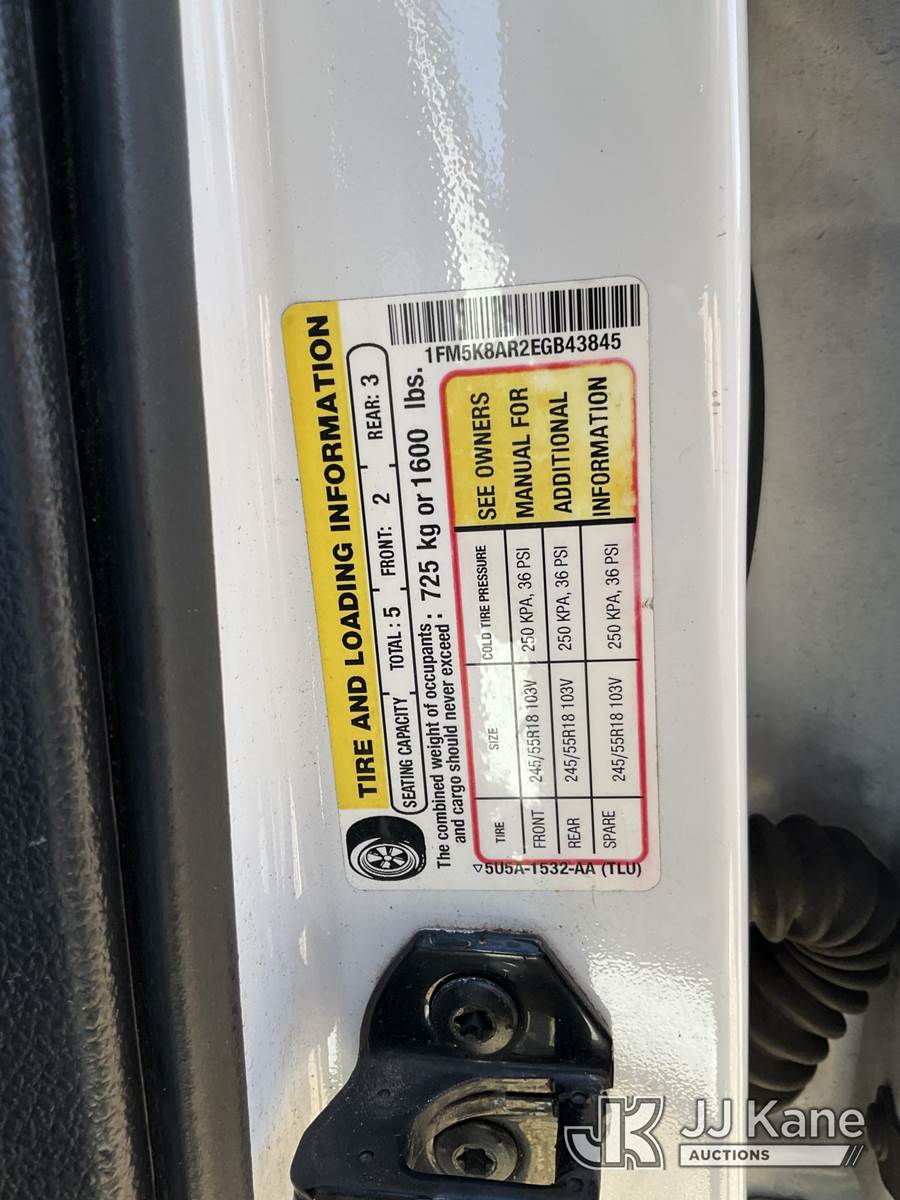 TIRE AND LOADING INFORMATION
SEATING CAPACITY TOTAL : 5 FRONT: 2 REAR: 3
The combined weight of occupants : 725 kg or 1600 lbs.
and cargo should never exceed :
1FM5K8AR2EGB43845
TIRE SIZE COLD TIRE PRESSURE
FRONT 245/55R18 103V 250 KPA, 36 PSI
REAR 245/55R18 103V 250 KPA, 36 PSI
SPARE 245/55R18 103V 250 KPA, 36 PSI
SEE OWNERS
MANUAL FOR
ADDITIONAL
INFORMATION
5U5A-1532-AA (TLU)
JK JJ Kane
AUCTIONS